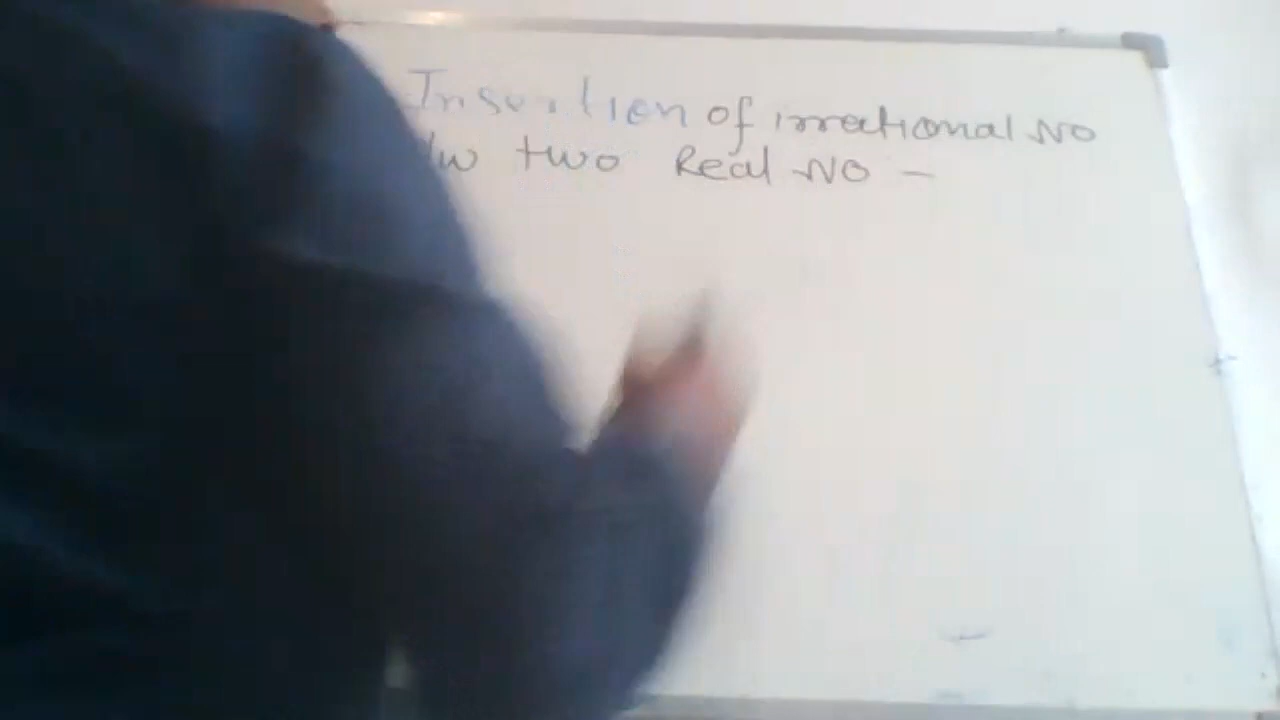 Insertion of irrational NO
/w two Real NO -